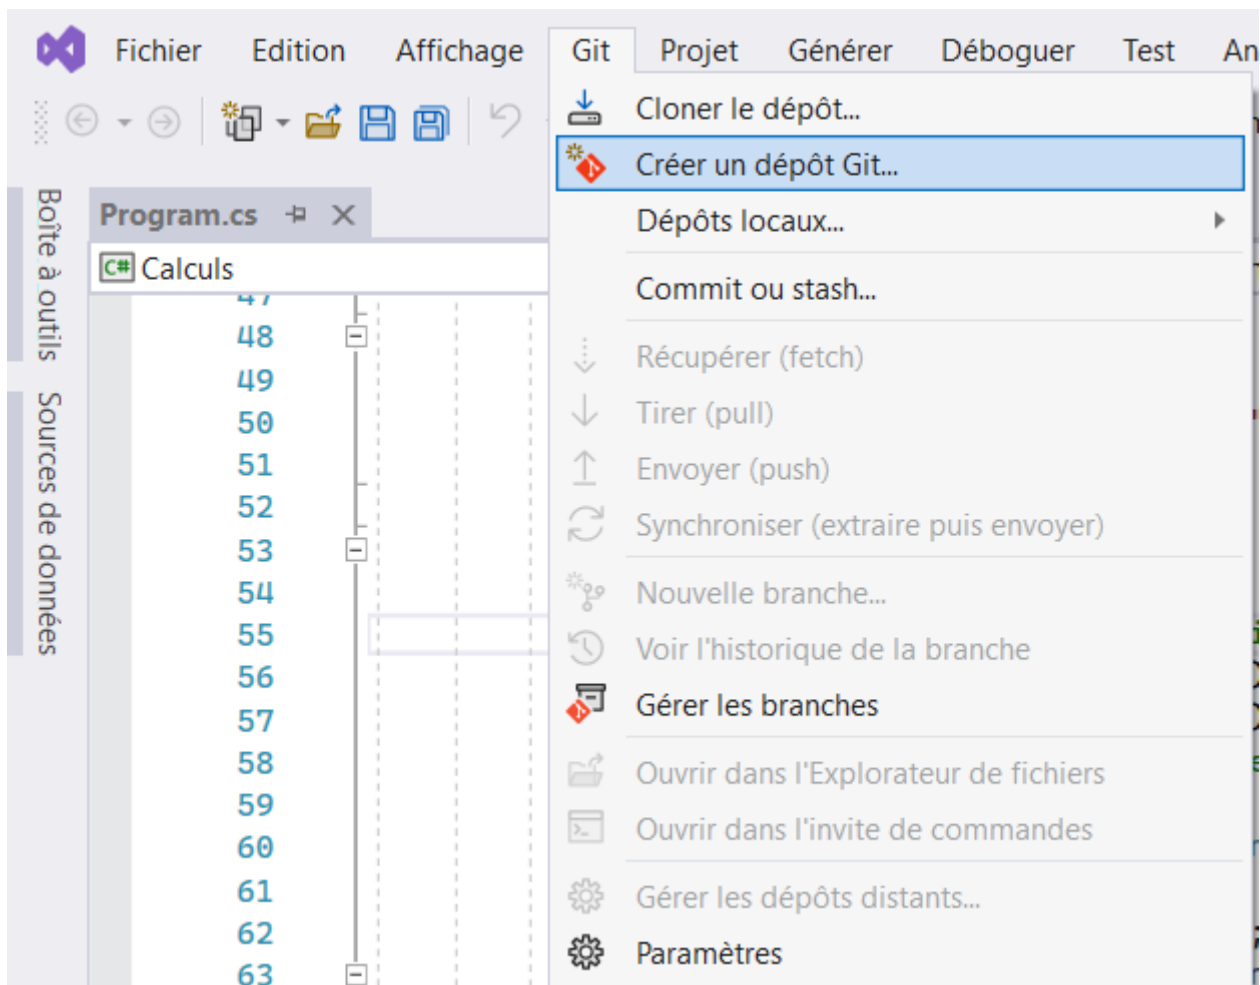 Fichier Edition Affichage Git Projet Générer Déboguer Test An
Cloner le dépôt...
Créer un dépôt Git...
Dépôts locaux...
Commit ou stash...
Récupérer (fetch)
Tirer (pull)
Envoyer (push)
Synchroniser (extraire puis envoyer)
Nouvelle branche...
Voir l'historique de la branche
Gérer les branches
Ouvrir dans l'Explorateur de fichiers
Ouvrir dans l'invite de commandes
Gérer les dépôts distants...
Paramètres
Boîte à outils
Sources de données
Program.cs
C# Calculs
47
48
49
50
51
52
53
54
55
56
57
58
59
60
61
62
63